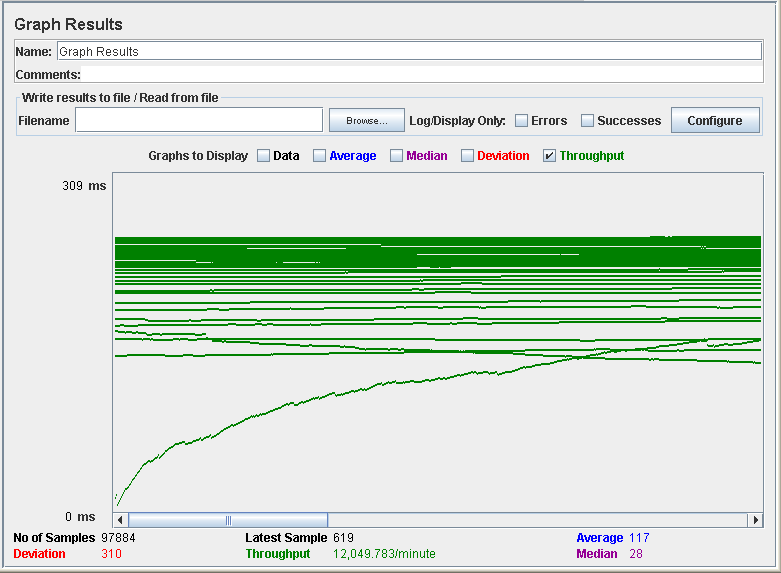 Graph Results
Name: Graph Results
Comments:
Write results to file / Read from file
Filename Browse... Log/Display Only: Errors Successes Configure
Graphs to Display Data Average Median Deviation Throughput
309 ms
0 ms
No of Samples 97884 Latest Sample 619 Average 117
Deviation 310 Throughput 12,049.783/minute Median 28